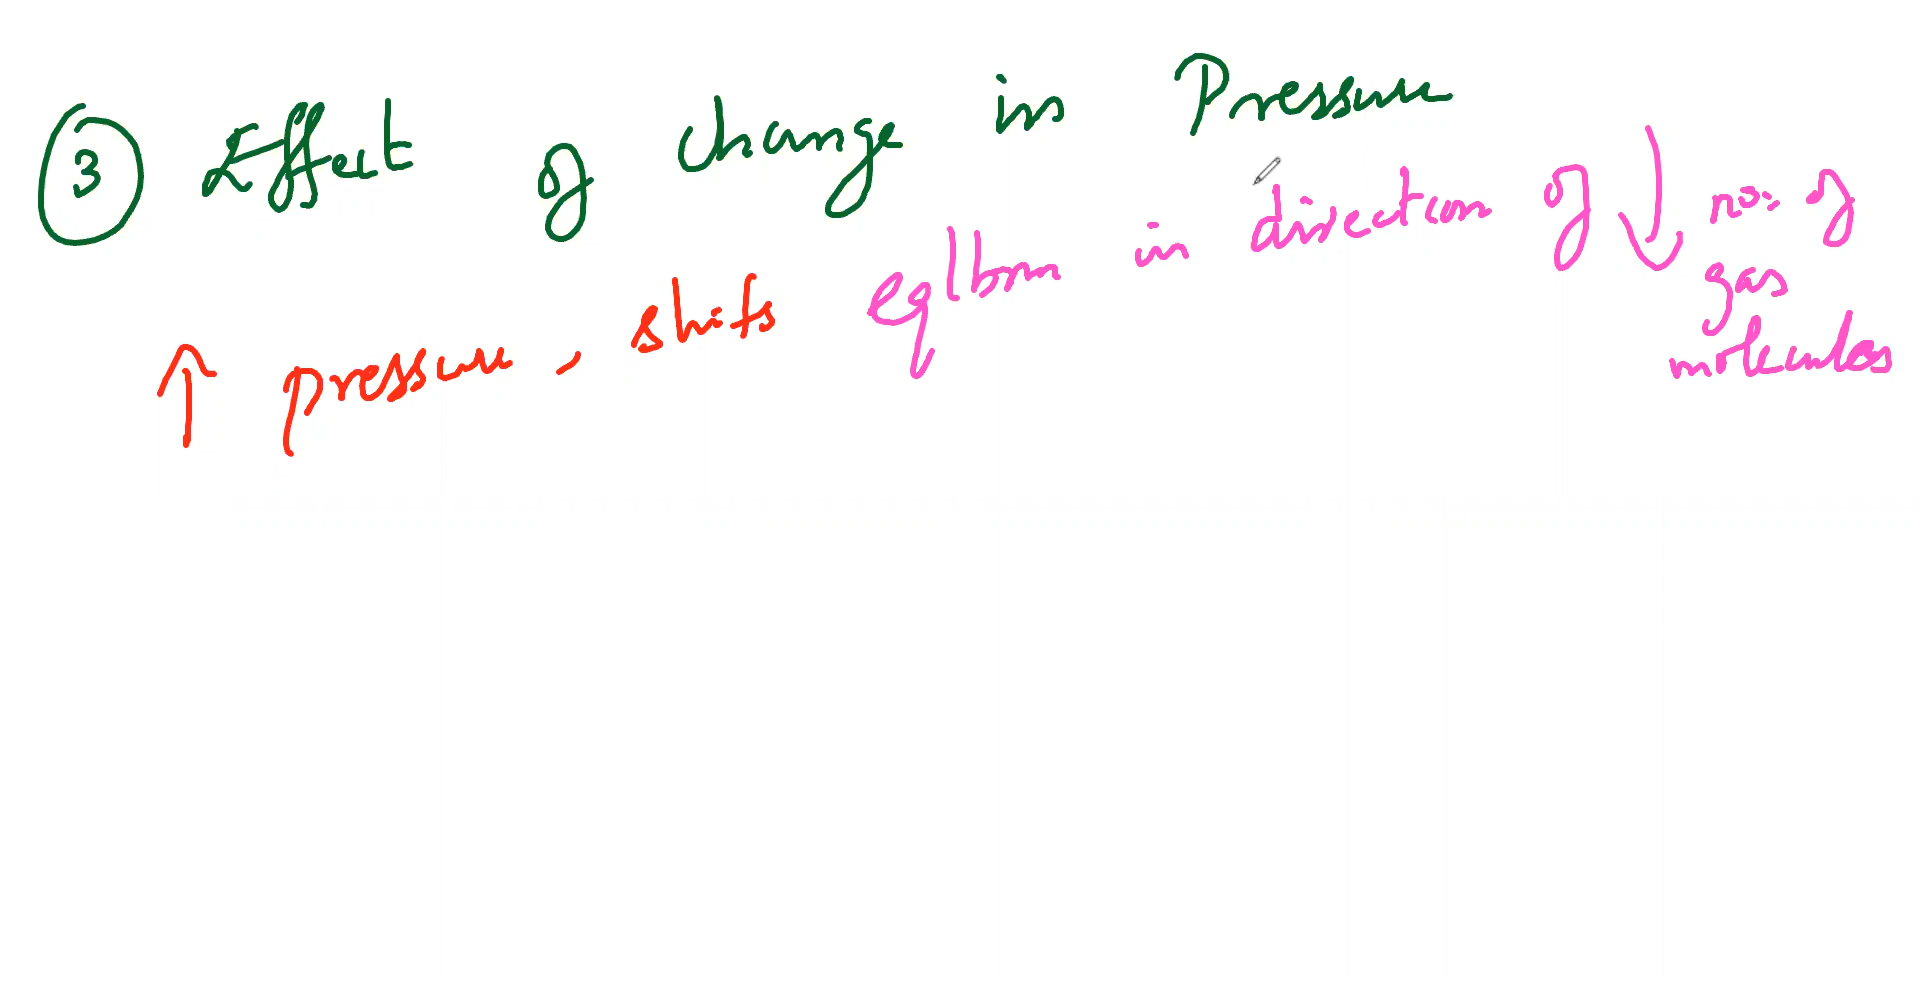 3 Effect of change in Pressure
↑ pressure, shifts eqlbm in direction of ↓ no: of
gas
molecules